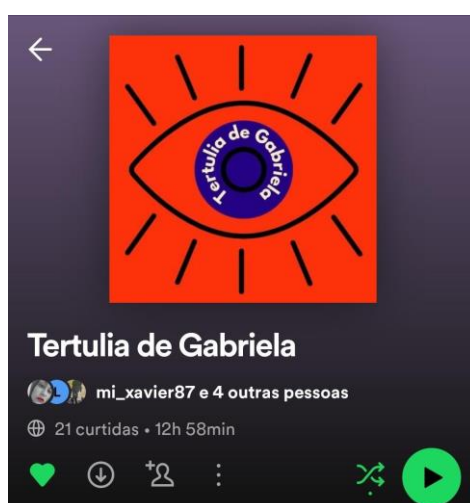 Tertulia de Gabriela
Tertulia de Gabriela
L mi_xavier87 e 4 outras pessoas
21 curtidas • 12h 58min